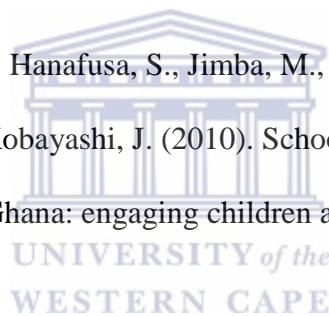 Hanafusa, S., Jimba, M.,
Kobayashi, J. (2010). Schoo
Ghana: engaging children a
UNIVERSITY of the
WESTERN CAPE